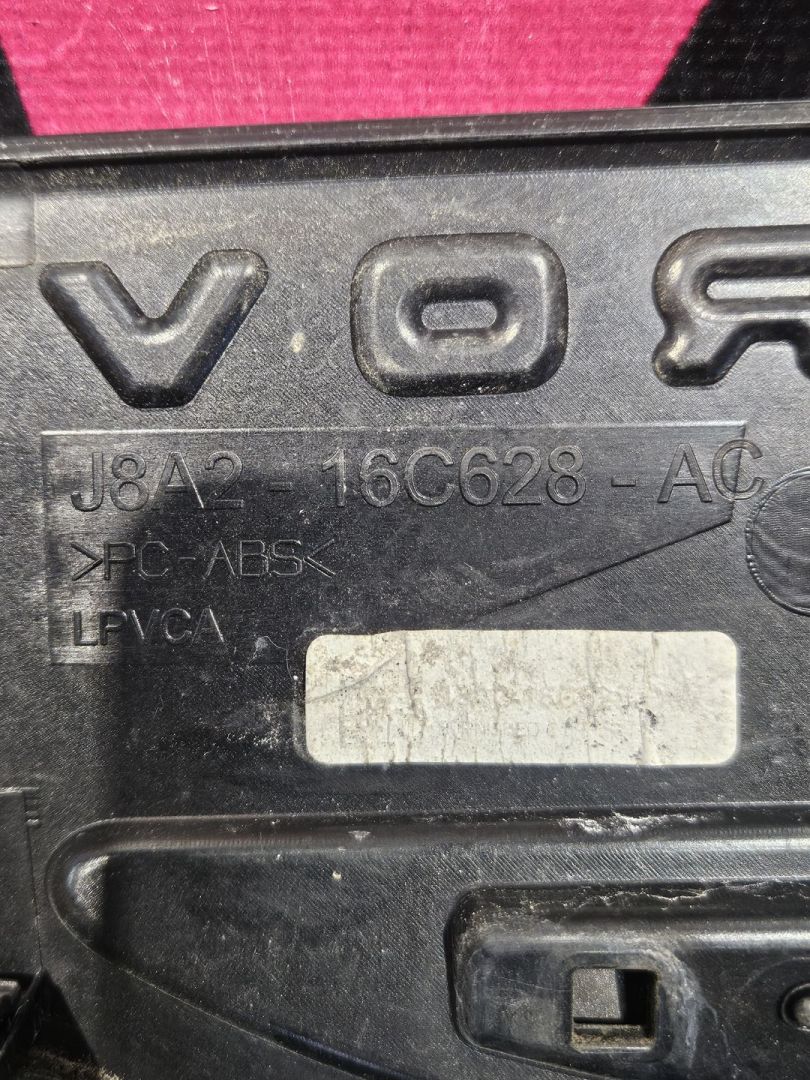 VOR
J8A2 - 16C628 - AC
>PC-ABS<
LPVCA